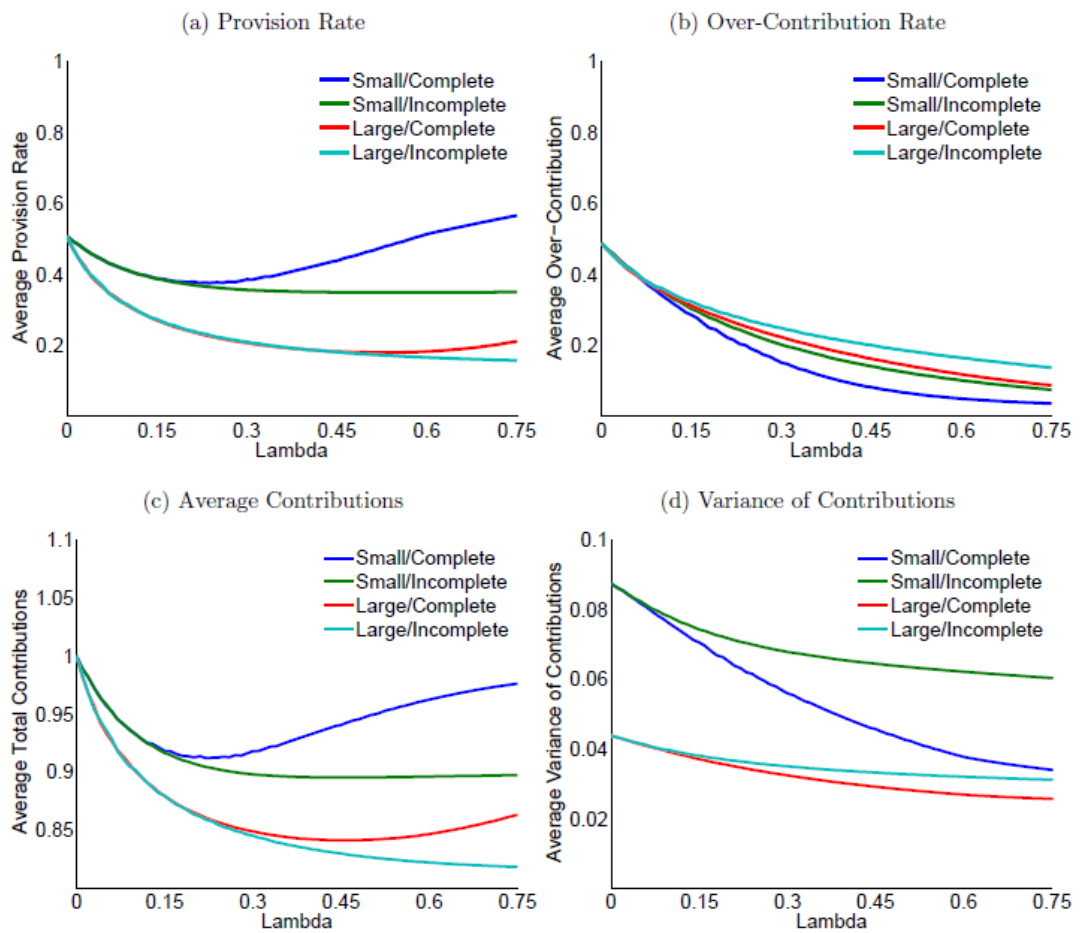 (a) Provision Rate
1
0.8
0.6
0.4
0.2
Average Provision Rate
Small/Complete
Small/Incomplete
Large/Complete
Large/Incomplete
0 0.15 0.3 0.45 0.6 0.75
Lambda
(b) Over-Contribution Rate
1
0.8
0.6
0.4
0.2
Average Over-Contribution
Small/Complete
Small/Incomplete
Large/Complete
Large/Incomplete
0 0.15 0.3 0.45 0.6 0.75
Lambda
(c) Average Contributions
1.1
1.05
1
0.95
0.9
0.85
Average Total Contributions
Small/Complete
Small/Incomplete
Large/Complete
Large/Incomplete
0 0.15 0.3 0.45 0.6 0.75
Lambda
(d) Variance of Contributions
0.1
0.08
0.06
0.04
0.02
Average Variance of Contributions
Small/Complete
Small/Incomplete
Large/Complete
Large/Incomplete
0 0.15 0.3 0.45 0.6 0.75
Lambda